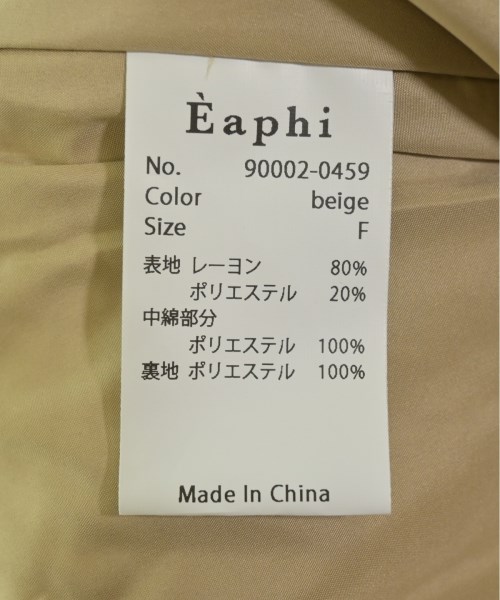 Èaphi
No. 90002-0459
Color beige
Size F
表地 レーヨン 80%
ポリエステル 20%
中綿部分
ポリエステル 100%
裏地 ポリエステル 100%
Made In China